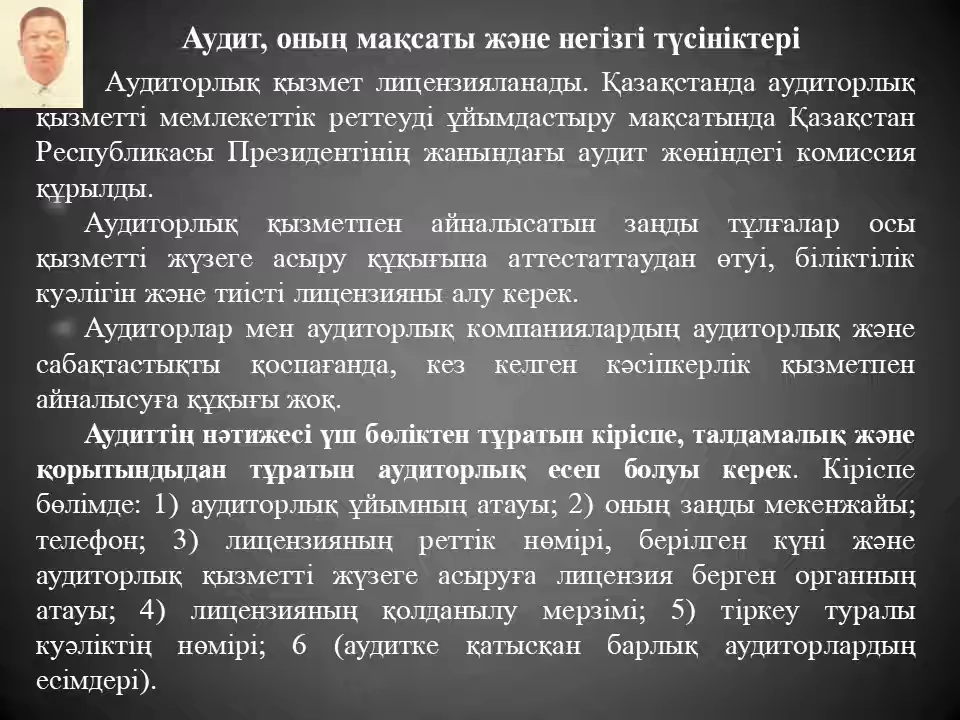 Аудит, оның мақсаты және негізгі түсініктері
Аудиторлық қызмет лицензияланады. Қазақстанда аудиторлық
қызметті мемлекеттік реттеуді ұйымдастыру мақсатында Қазақстан
Республикасы Президентінің жанындағы аудит жөніндегі комиссия
құрылды.
Аудиторлық қызметпен айналысатын заңды тұлғалар осы
қызметті жүзеге асыру құқығына аттестаттаудан өтуі, біліктілік
куәлігін және тиісті лицензияны алу керек.
Аудиторлар мен аудиторлық компаниялардың аудиторлық және
сабақтастықты қоспағанда, кез келген кәсіпкерлік қызметпен
айналысуға құқығы жоқ.
Аудиттің нәтижесі үш бөліктен тұратын кіріспе, талдамалық және
қорытындыдан тұратын аудиторлық есеп болуы керек. Кіріспе
бөлімде: 1) аудиторлық ұйымның атауы; 2) оның заңды мекенжайы;
телефон; 3) лицензияның реттік нөмірі, берілген күні және
аудиторлық қызметті жүзеге асыруға лицензия берген органның
атауы; 4) лицензияның қолданылу мерзімі; 5) тіркеу туралы
куәліктің нөмірі; 6 (аудитке қатысқан барлық аудиторлардың
есімдері).